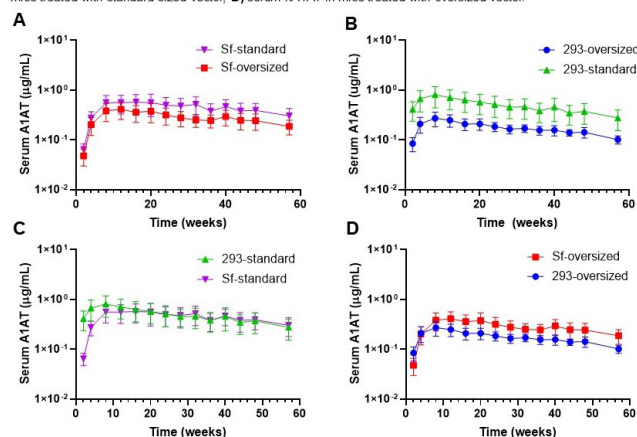 mice treated with standard-sized vector; D) serum A1AT in mice treated with oversized vector.
A
Sf-standard
Sf-oversized
Serum A1AT (µg/mL)
1×10¹
1×10⁰
1×10⁻¹
1×10⁻²
0 20 40 60
Time (weeks)
B
293-oversized
293-standard
Serum A1AT (µg/mL)
1×10¹
1×10⁰
1×10⁻¹
1×10⁻²
0 20 40 60
Time (weeks)
C
293-standard
Sf-standard
Serum A1AT (µg/mL)
1×10¹
1×10⁰
1×10⁻¹
1×10⁻²
0 10 20 30 40 50 60
Time (weeks)
D
Sf-oversized
293-oversized
Serum A1AT (µg/mL)
1×10¹
1×10⁰
1×10⁻¹
1×10⁻²
0 20 40 60
Time (weeks)